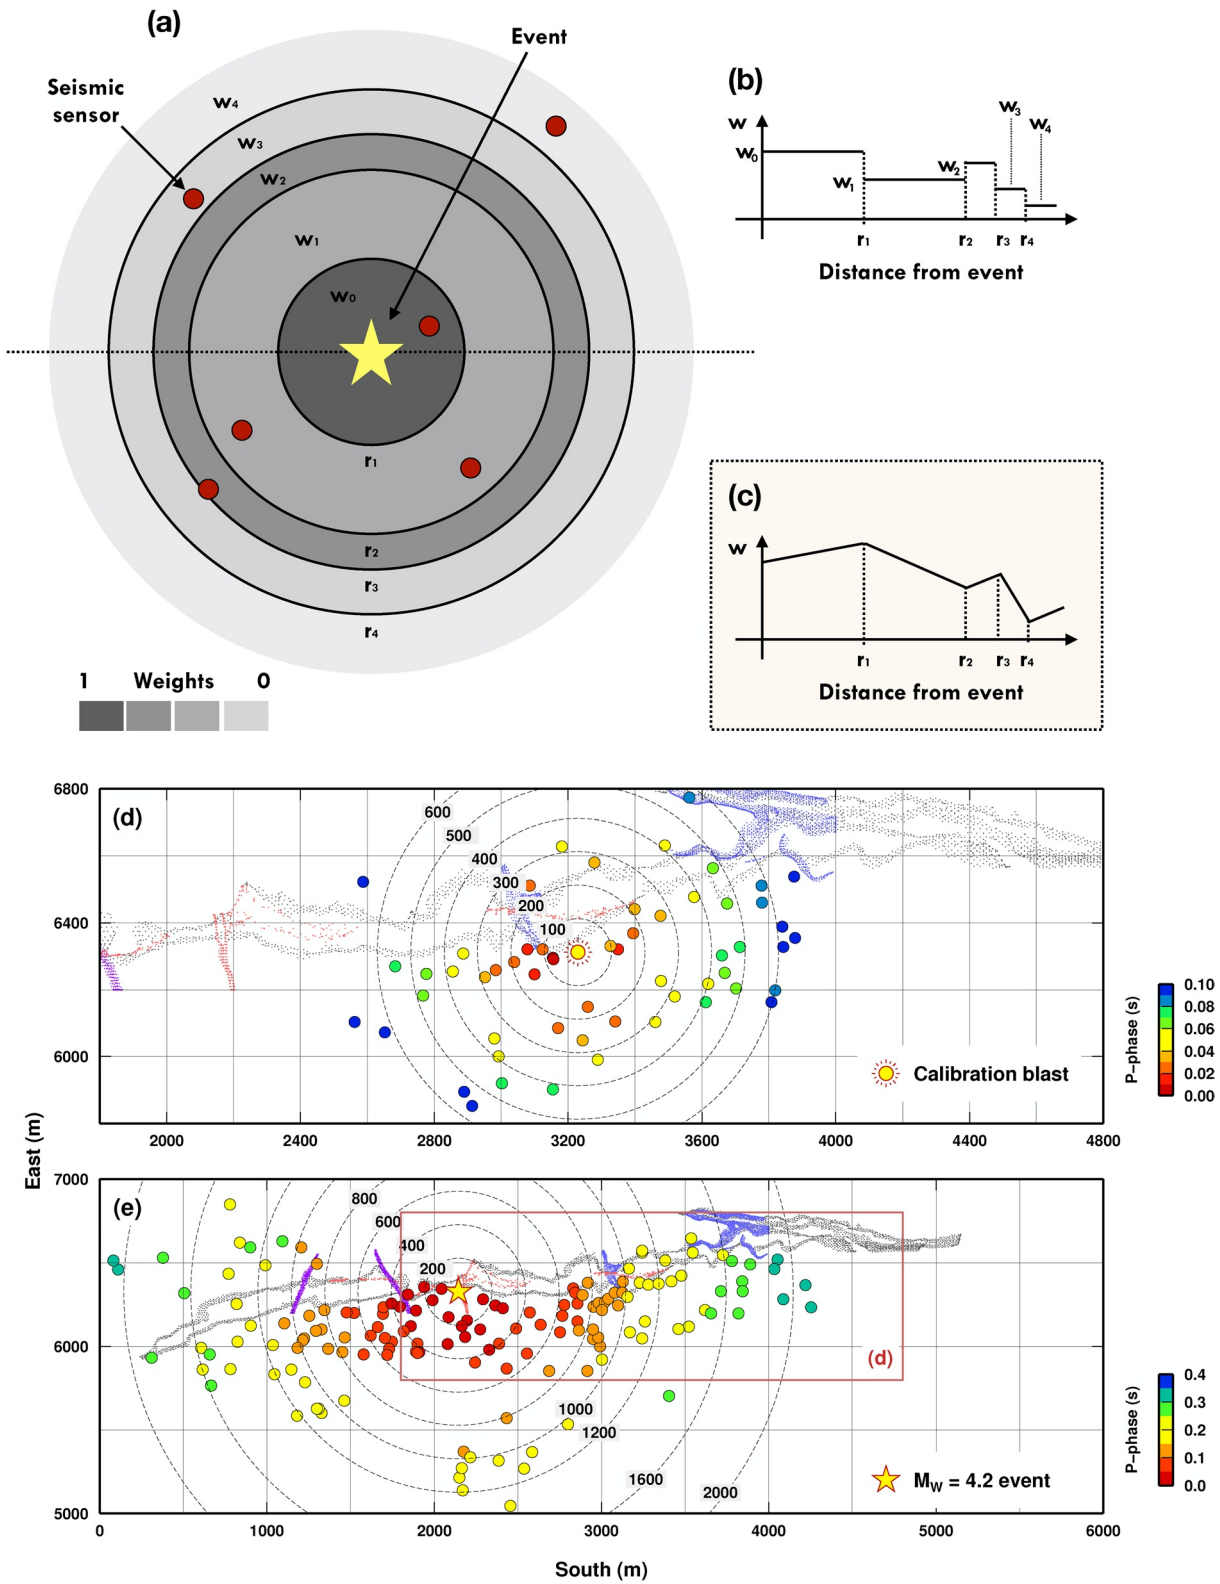 (a)
Event
Seismic
sensor
w4
w3
w2
w1
w0
r1
r2
r3
r4
1 Weights 0
(b)
w
w0
w1
w2
w3
w4
r1 r2 r3 r4
Distance from event
(c)
w
r1 r2 r3 r4
Distance from event
(d)
6800
6400
6000
600
500
400
300
200
100
Calibration blast
2000 2400 2800 3200 3600 4000 4400 4800
P-phase (s)
0.10
0.08
0.06
0.04
0.02
0.00
East (m)
(e)
7000
6000
5000
800
600
400
200
1000
1200
1600
2000
(d)
MW = 4.2 event
0 1000 2000 3000 4000 5000 6000
South (m)
P-phase (s)
0.4
0.3
0.2
0.1
0.0